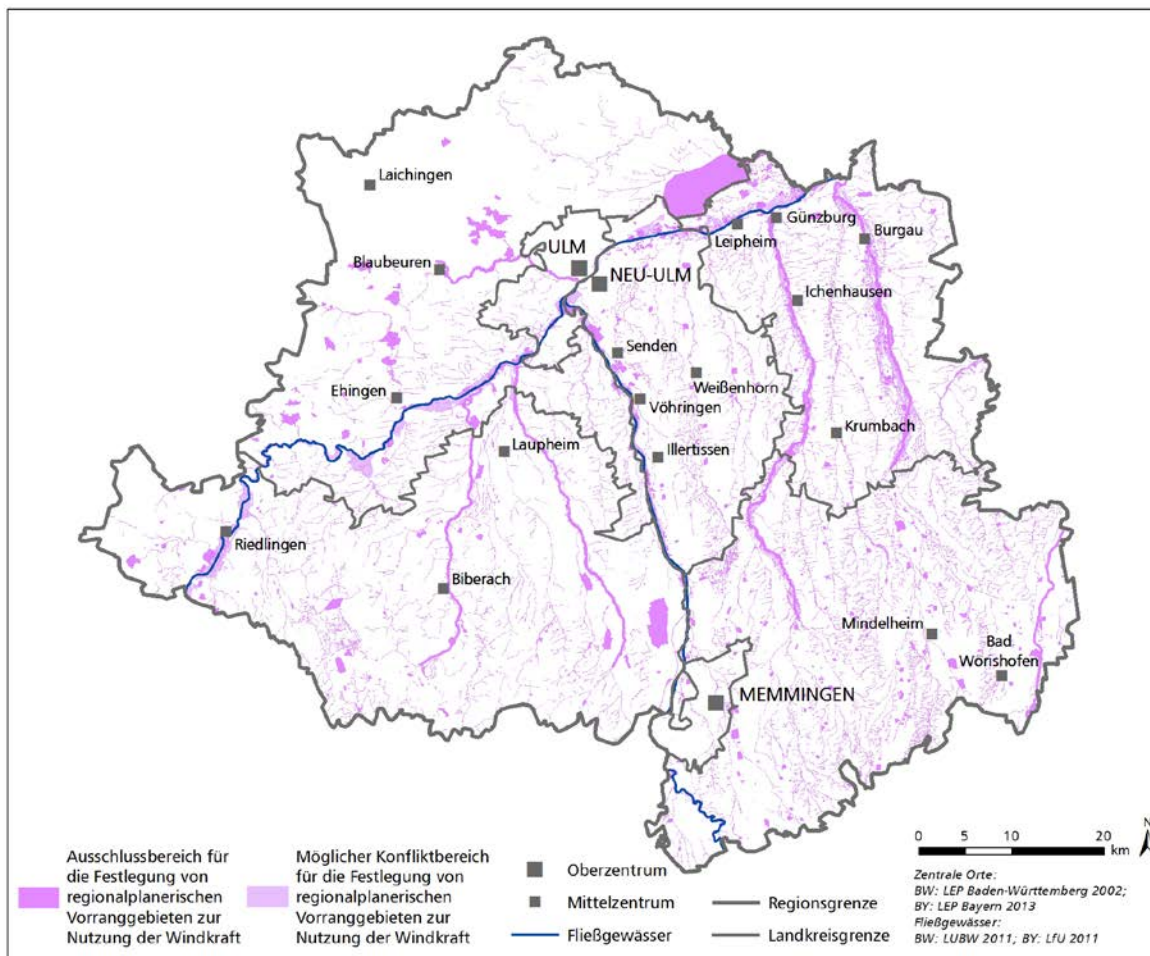 Laichingen
Günzburg
Leipheim
Burgau
ULM
Blaubeuren
NEU-ULM
Ichenhausen
Senden
Weißenhorn
Ehingen
Vöhringen
Krumbach
Laupheim
Illertissen
Riedlingen
Biberach
Mindelheim
Bad
Wörishofen
MEMMINGEN
Ausschlussbereich für
die Festlegung von
regionalplanerischen
Vorranggebieten zur
Nutzung der Windkraft
Möglicher Konfliktbereich
für die Festlegung von
regionalplanerischen
Vorranggebieten zur
Nutzung der Windkraft
Oberzentrum
Mittelzentrum
Fließgewässer
Regionsgrenze
Landkreisgrenze
0 5 10 20
km
N
Zentrale Orte:
BW: LEP Baden-Württemberg 2002;
BY: LEP Bayern 2013
Fließgewässer:
BW: LUBW 2011; BY: LfU 2011